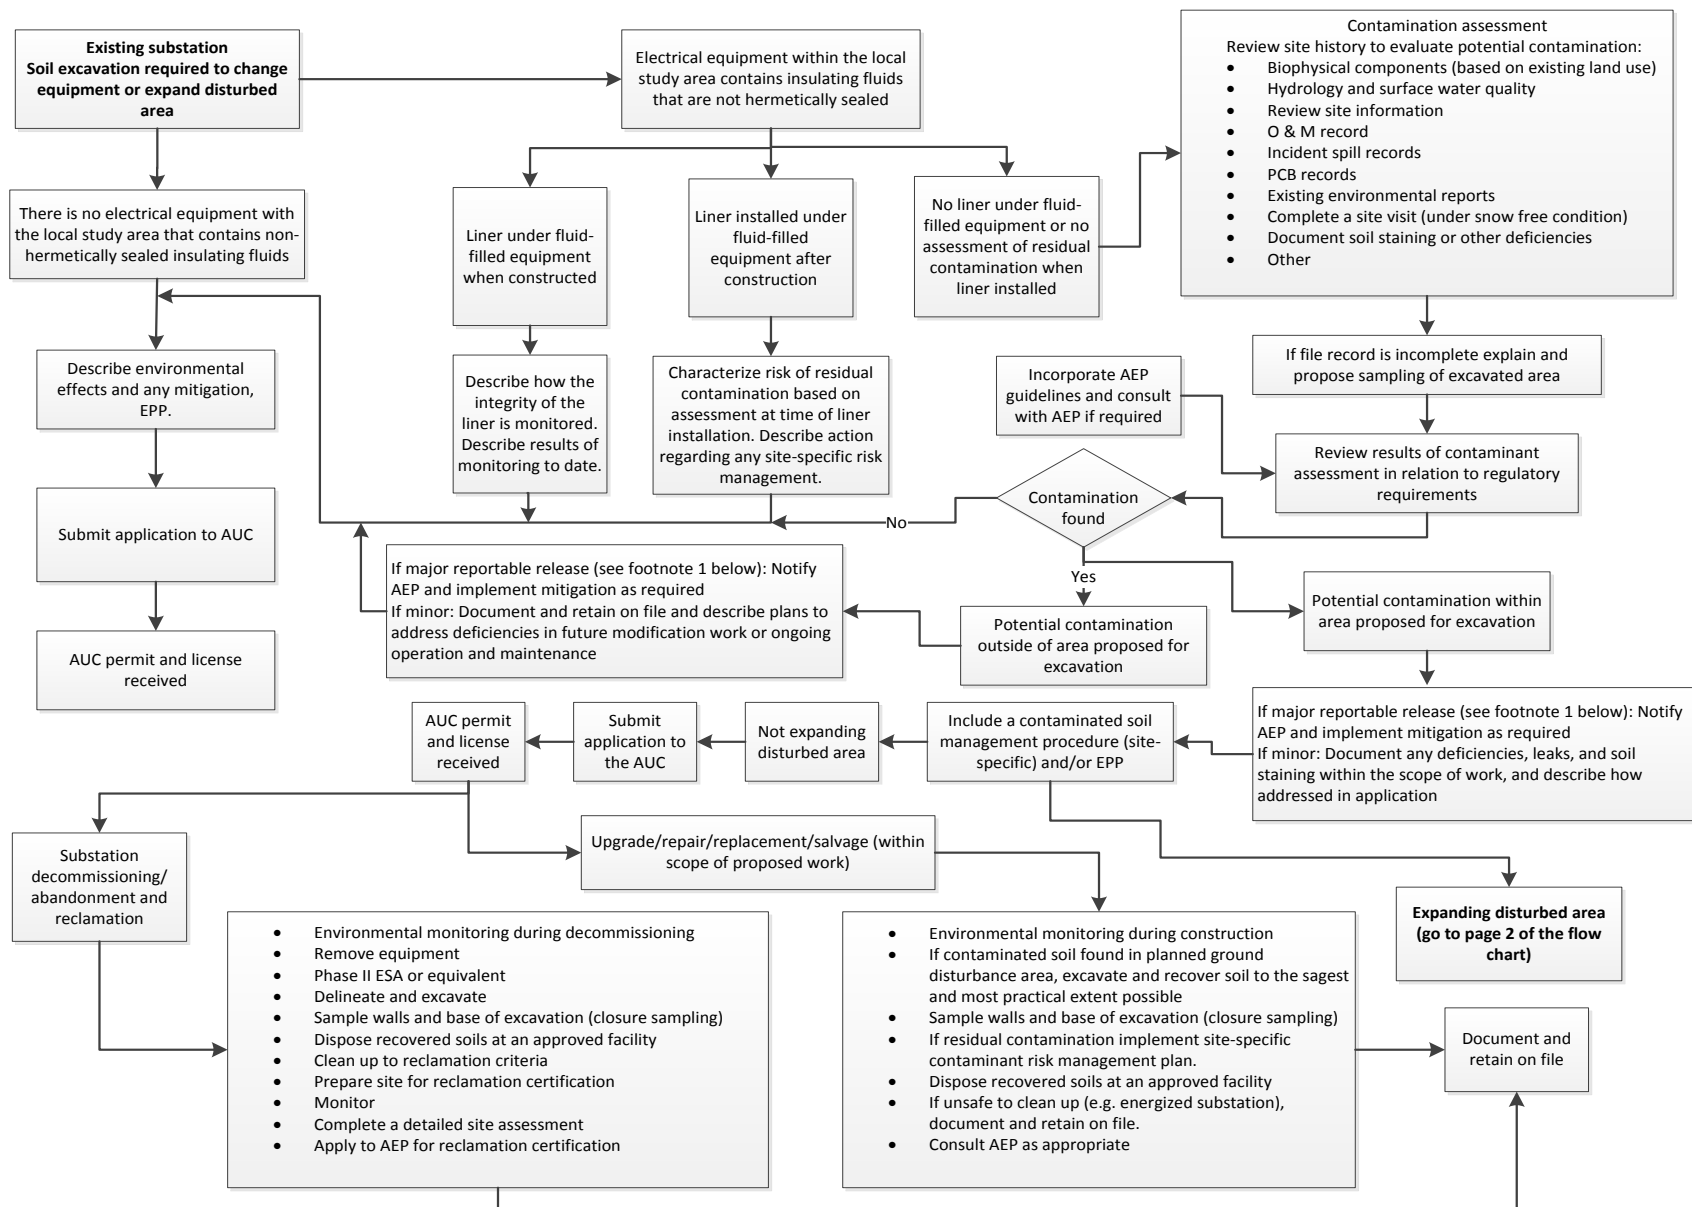 Existing substation
Soil excavation required to change
equipment or expand disturbed
area
Electrical equipment within the local
study area contains insulating fluids
that are not hermetically sealed
Contamination assessment
Review site history to evaluate potential contamination:
• Biophysical components (based on existing land use)
• Hydrology and surface water quality
• Review site information
• O & M record
• Incident spill records
• PCB records
• Existing environmental reports
• Complete a site visit (under snow free condition)
• Document soil staining or other deficiencies
• Other
There is no electrical equipment with
the local study area that contains non-
hermetically sealed insulating fluids
Liner under fluid-
filled equipment
when constructed
Liner installed under
fluid-filled
equipment after
construction
No liner under fluid-
filled equipment or no
assessment of residual
contamination when
liner installed
Describe environmental
effects and any mitigation,
EPP.
Describe how the
integrity of the
liner is monitored.
Describe results of
monitoring to date.
Characterize risk of residual
contamination based on
assessment at time of liner
installation. Describe action
regarding any site-specific risk
management.
Incorporate AEP
guidelines and consult
with AEP if required
If file record is incomplete explain and
propose sampling of excavated area
Review results of contaminant
assessment in relation to regulatory
requirements
Contamination
found
No
Yes
Submit application to AUC
AUC permit and license
received
If major reportable release (see footnote 1 below): Notify
AEP and implement mitigation as required
If minor: Document and retain on file and describe plans to
address deficiencies in future modification work or ongoing
operation and maintenance
Potential contamination
outside of area proposed for
excavation
Potential contamination within
area proposed for excavation
AUC permit
and license
received
Submit
application to
the AUC
Not expanding
disturbed area
Include a contaminated soil
management procedure (site-
specific) and/or EPP
If major reportable release (see footnote 1 below): Notify
AEP and implement mitigation as required
If minor: Document any deficiencies, leaks, and soil
staining within the scope of work, and describe how
addressed in application
Substation
decommissioning/
abandonment and
reclamation
Upgrade/repair/replacement/salvage (within
scope of proposed work)
Expanding disturbed area
(go to page 2 of the flow
chart)
• Environmental monitoring during decommissioning
• Remove equipment
• Phase II ESA or equivalent
• Delineate and excavate
• Sample walls and base of excavation (closure sampling)
• Dispose recovered soils at an approved facility
• Clean up to reclamation criteria
• Prepare site for reclamation certification
• Monitor
• Complete a detailed site assessment
• Apply to AEP for reclamation certification
• Environmental monitoring during construction
• If contaminated soil found in planned ground
disturbance area, excavate and recover soil to the sagest
and most practical extent possible
• Sample walls and base of excavation (closure sampling)
• If residual contamination implement site-specific
contaminant risk management plan.
• Dispose recovered soils at an approved facility
• If unsafe to clean up (e.g. energized substation),
document and retain on file.
• Consult AEP as appropriate
Document and
retain on file